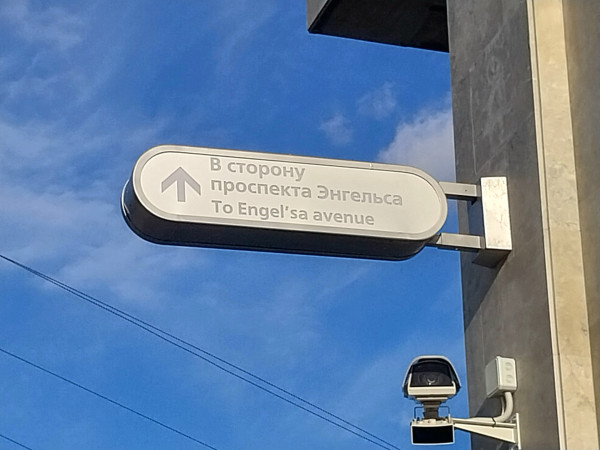 В сторону
проспекта Энгельса
To Engel’sa avenue